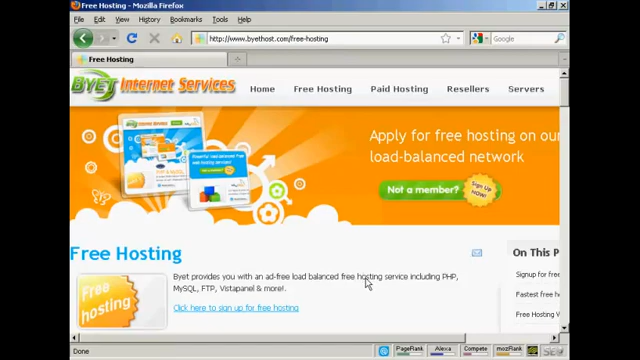 Free Hosting - Mozilla Firefox
File Edit View History Bookmarks Tools Help
http://www.byethost.com/free-hosting
Google
Free Hosting
BYET Internet Services
Home Free Hosting Paid Hosting Resellers Servers
Apply for free hosting on our
load-balanced network
Not a member? Sign Up NOW!
Free Hosting
On This P
Byet provides you with an ad-free load balanced free hosting service including PHP,
MySQL, FTP, Vistapanel & more!.
Click here to sign up for free hosting
Free hosting
Signup for free
Fastest free h
Free Hosting V
Done
PageRank Alexa Compete mozRank SEO